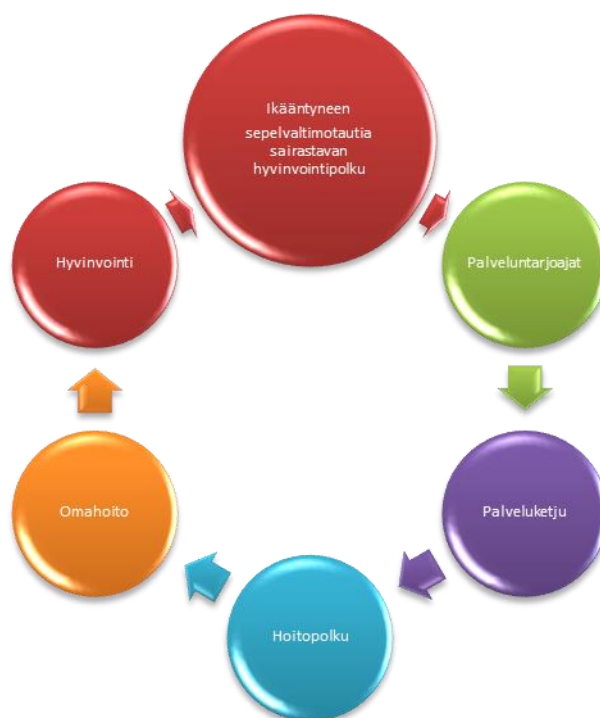 Ikääntyneen
sepelvaltimotautia
sairastavan
hyvinvointipolku
Hyvinvointi
Palveluntarjoajat
Omahoito
Palveluketju
Hoitopolku